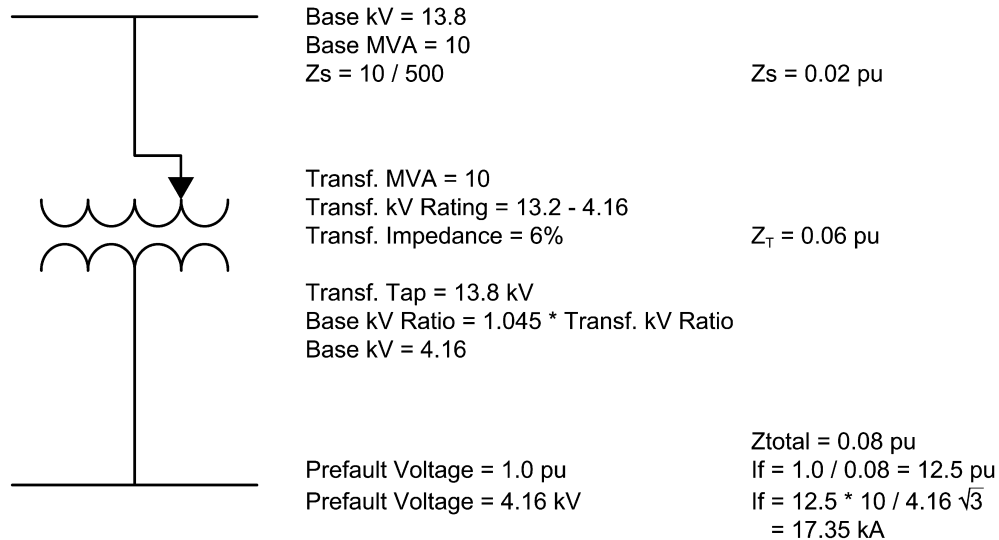 Base kV = 13.8
Base MVA = 10
Zs = 10 / 500
Zs = 0.02 pu
Transf. MVA = 10
Transf. kV Rating = 13.2 - 4.16
Transf. Impedance = 6%
Z_T = 0.06 pu
Transf. Tap = 13.8 kV
Base kV Ratio = 1.045 * Transf. kV Ratio
Base kV = 4.16
Ztotal = 0.08 pu
Prefault Voltage = 1.0 pu
If = 1.0 / 0.08 = 12.5 pu
Prefault Voltage = 4.16 kV
If = 12.5 * 10 / 4.16 √3
= 17.35 kA